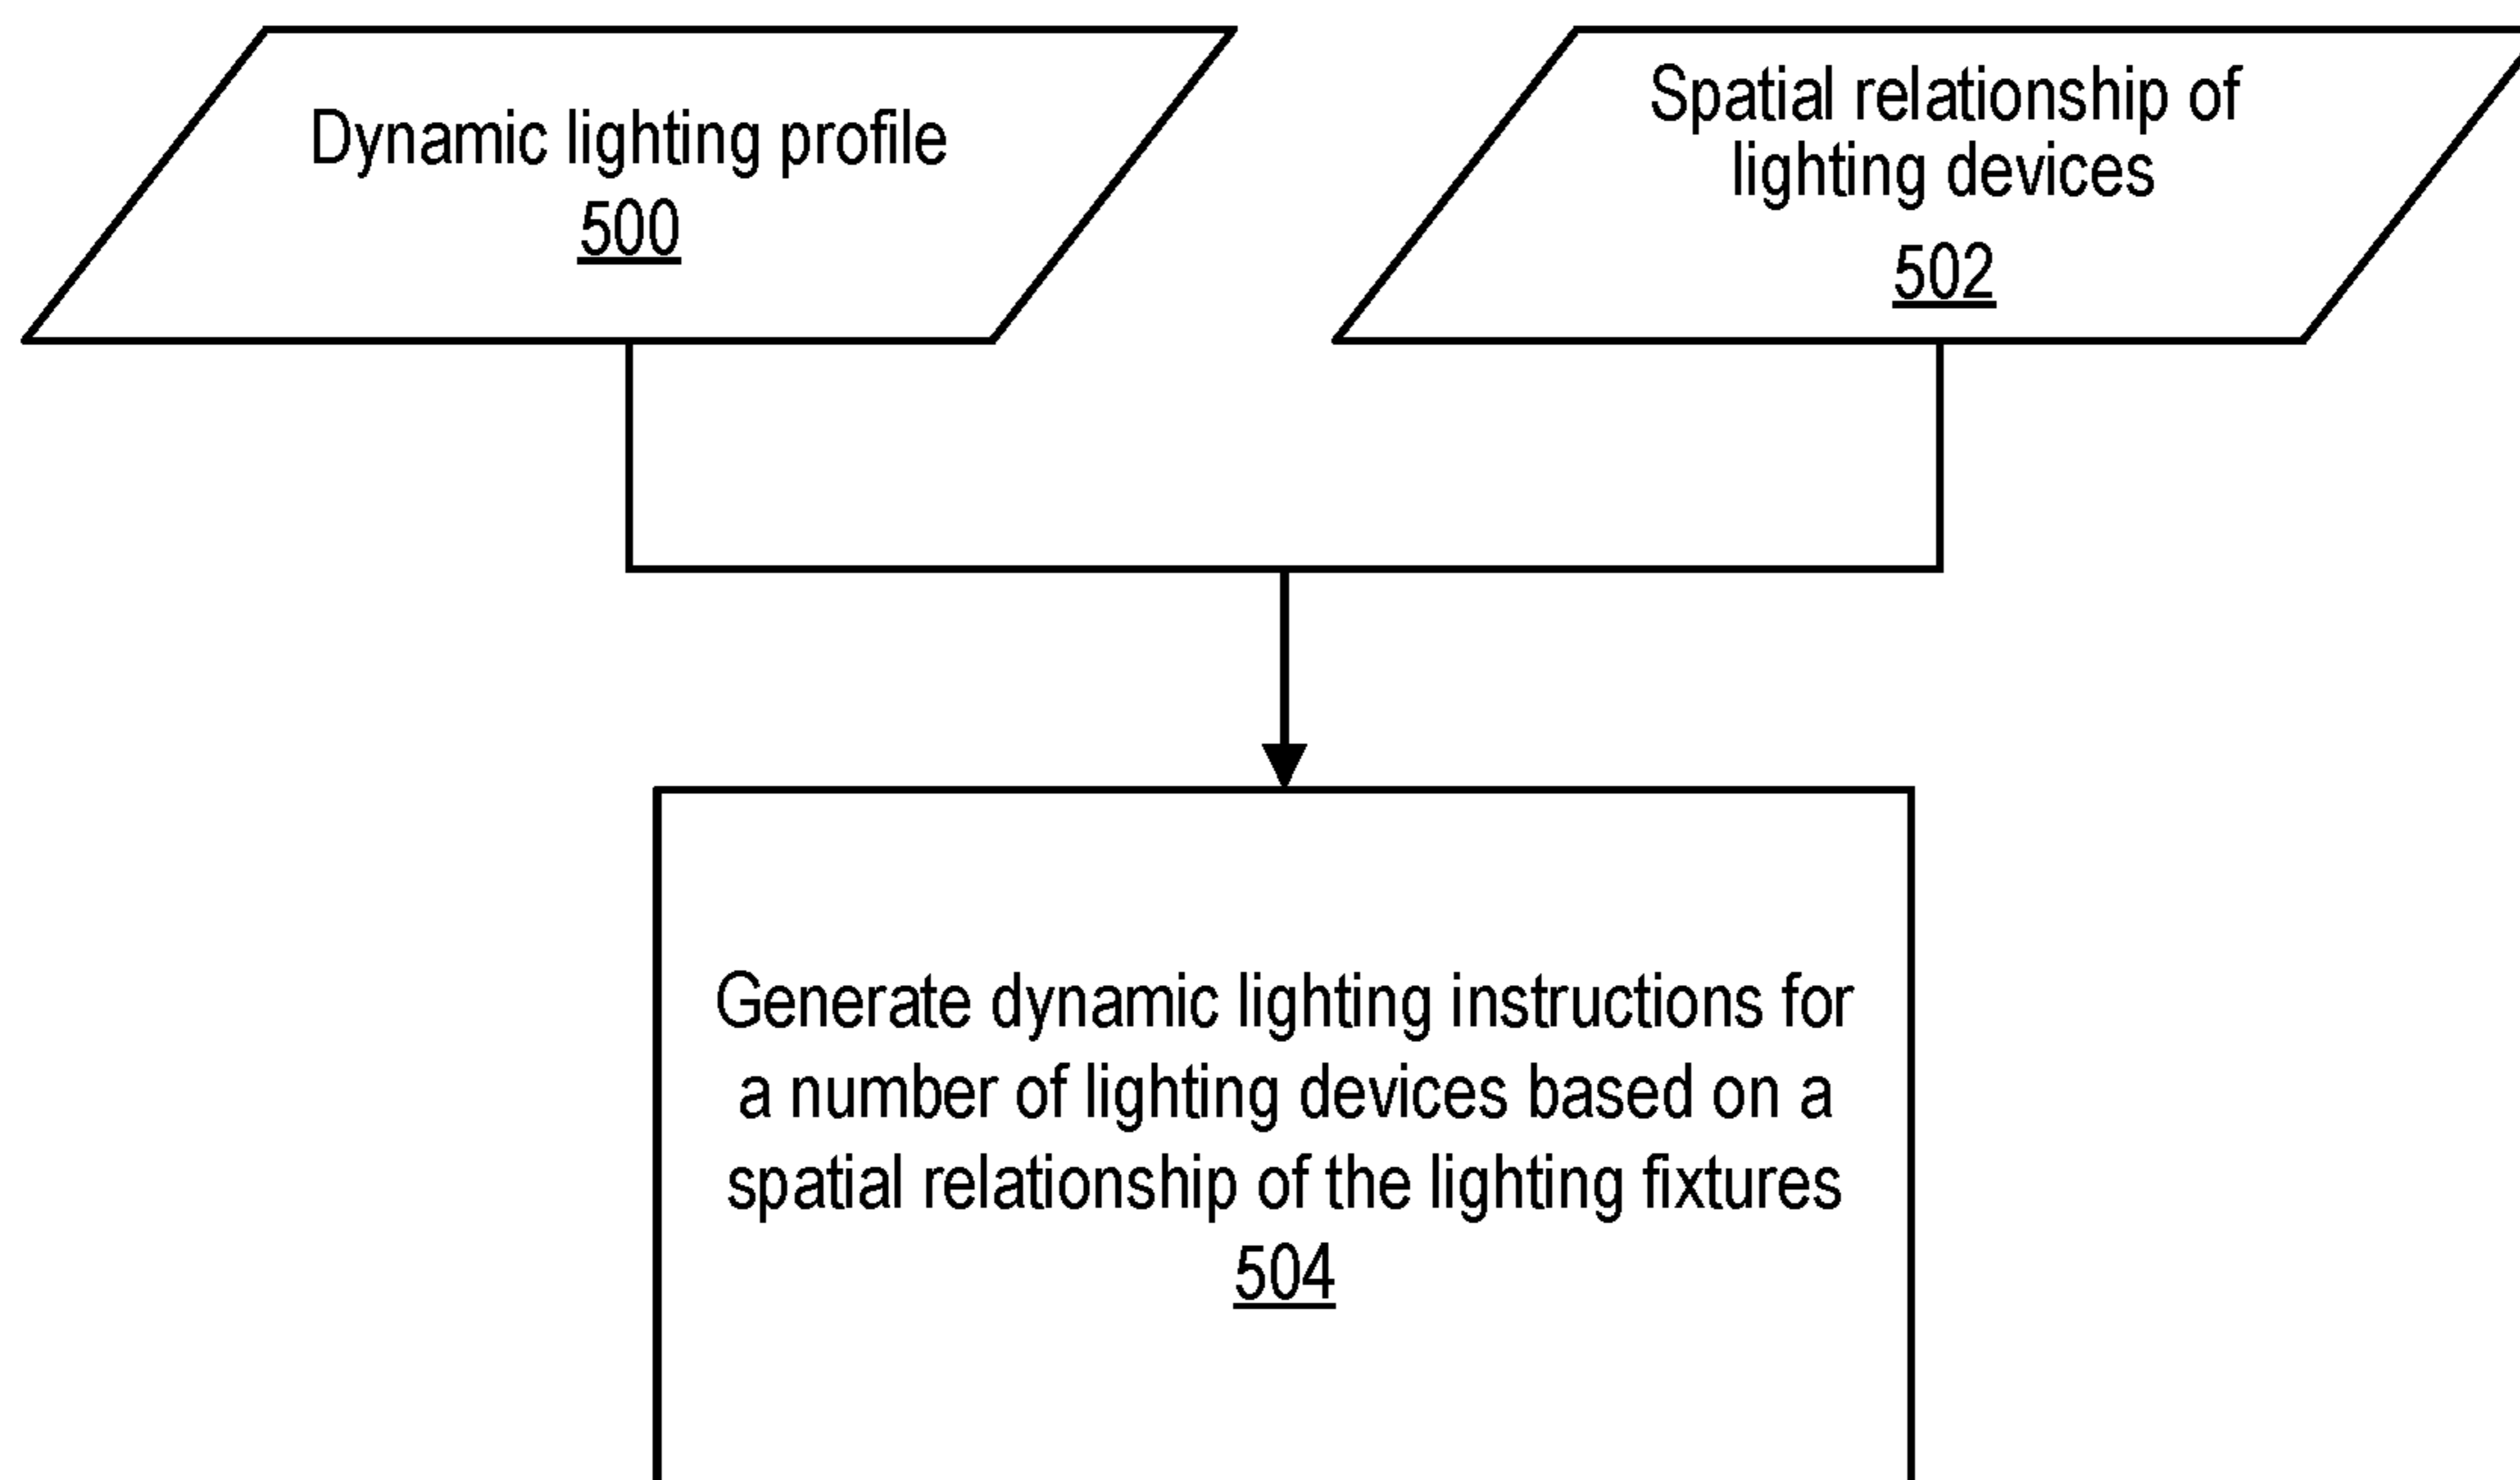 Dynamic lighting profile
500
Spatial relationship of
lighting devices
502
Generate dynamic lighting instructions for
a number of lighting devices based on a
spatial relationship of the lighting fixtures
504